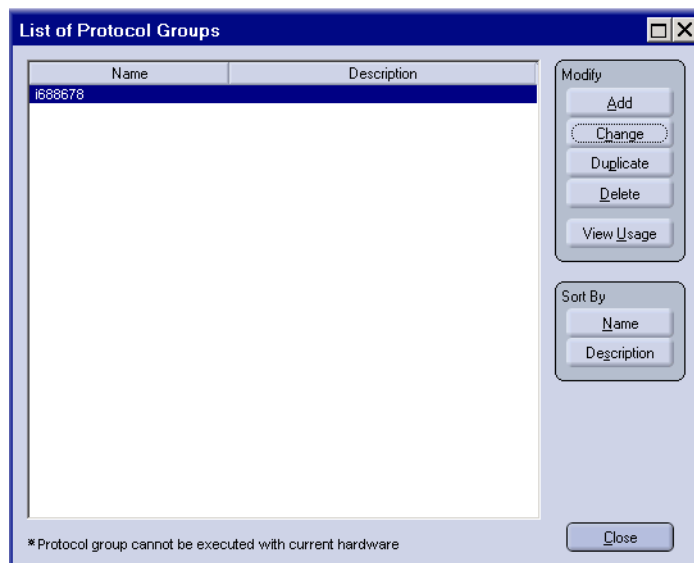 List of Protocol Groups
Name Description
i688678
Modify
Add
Change
Duplicate
Delete
View Usage
Sort By
Name
Description
*Protocol group cannot be executed with current hardware
Close